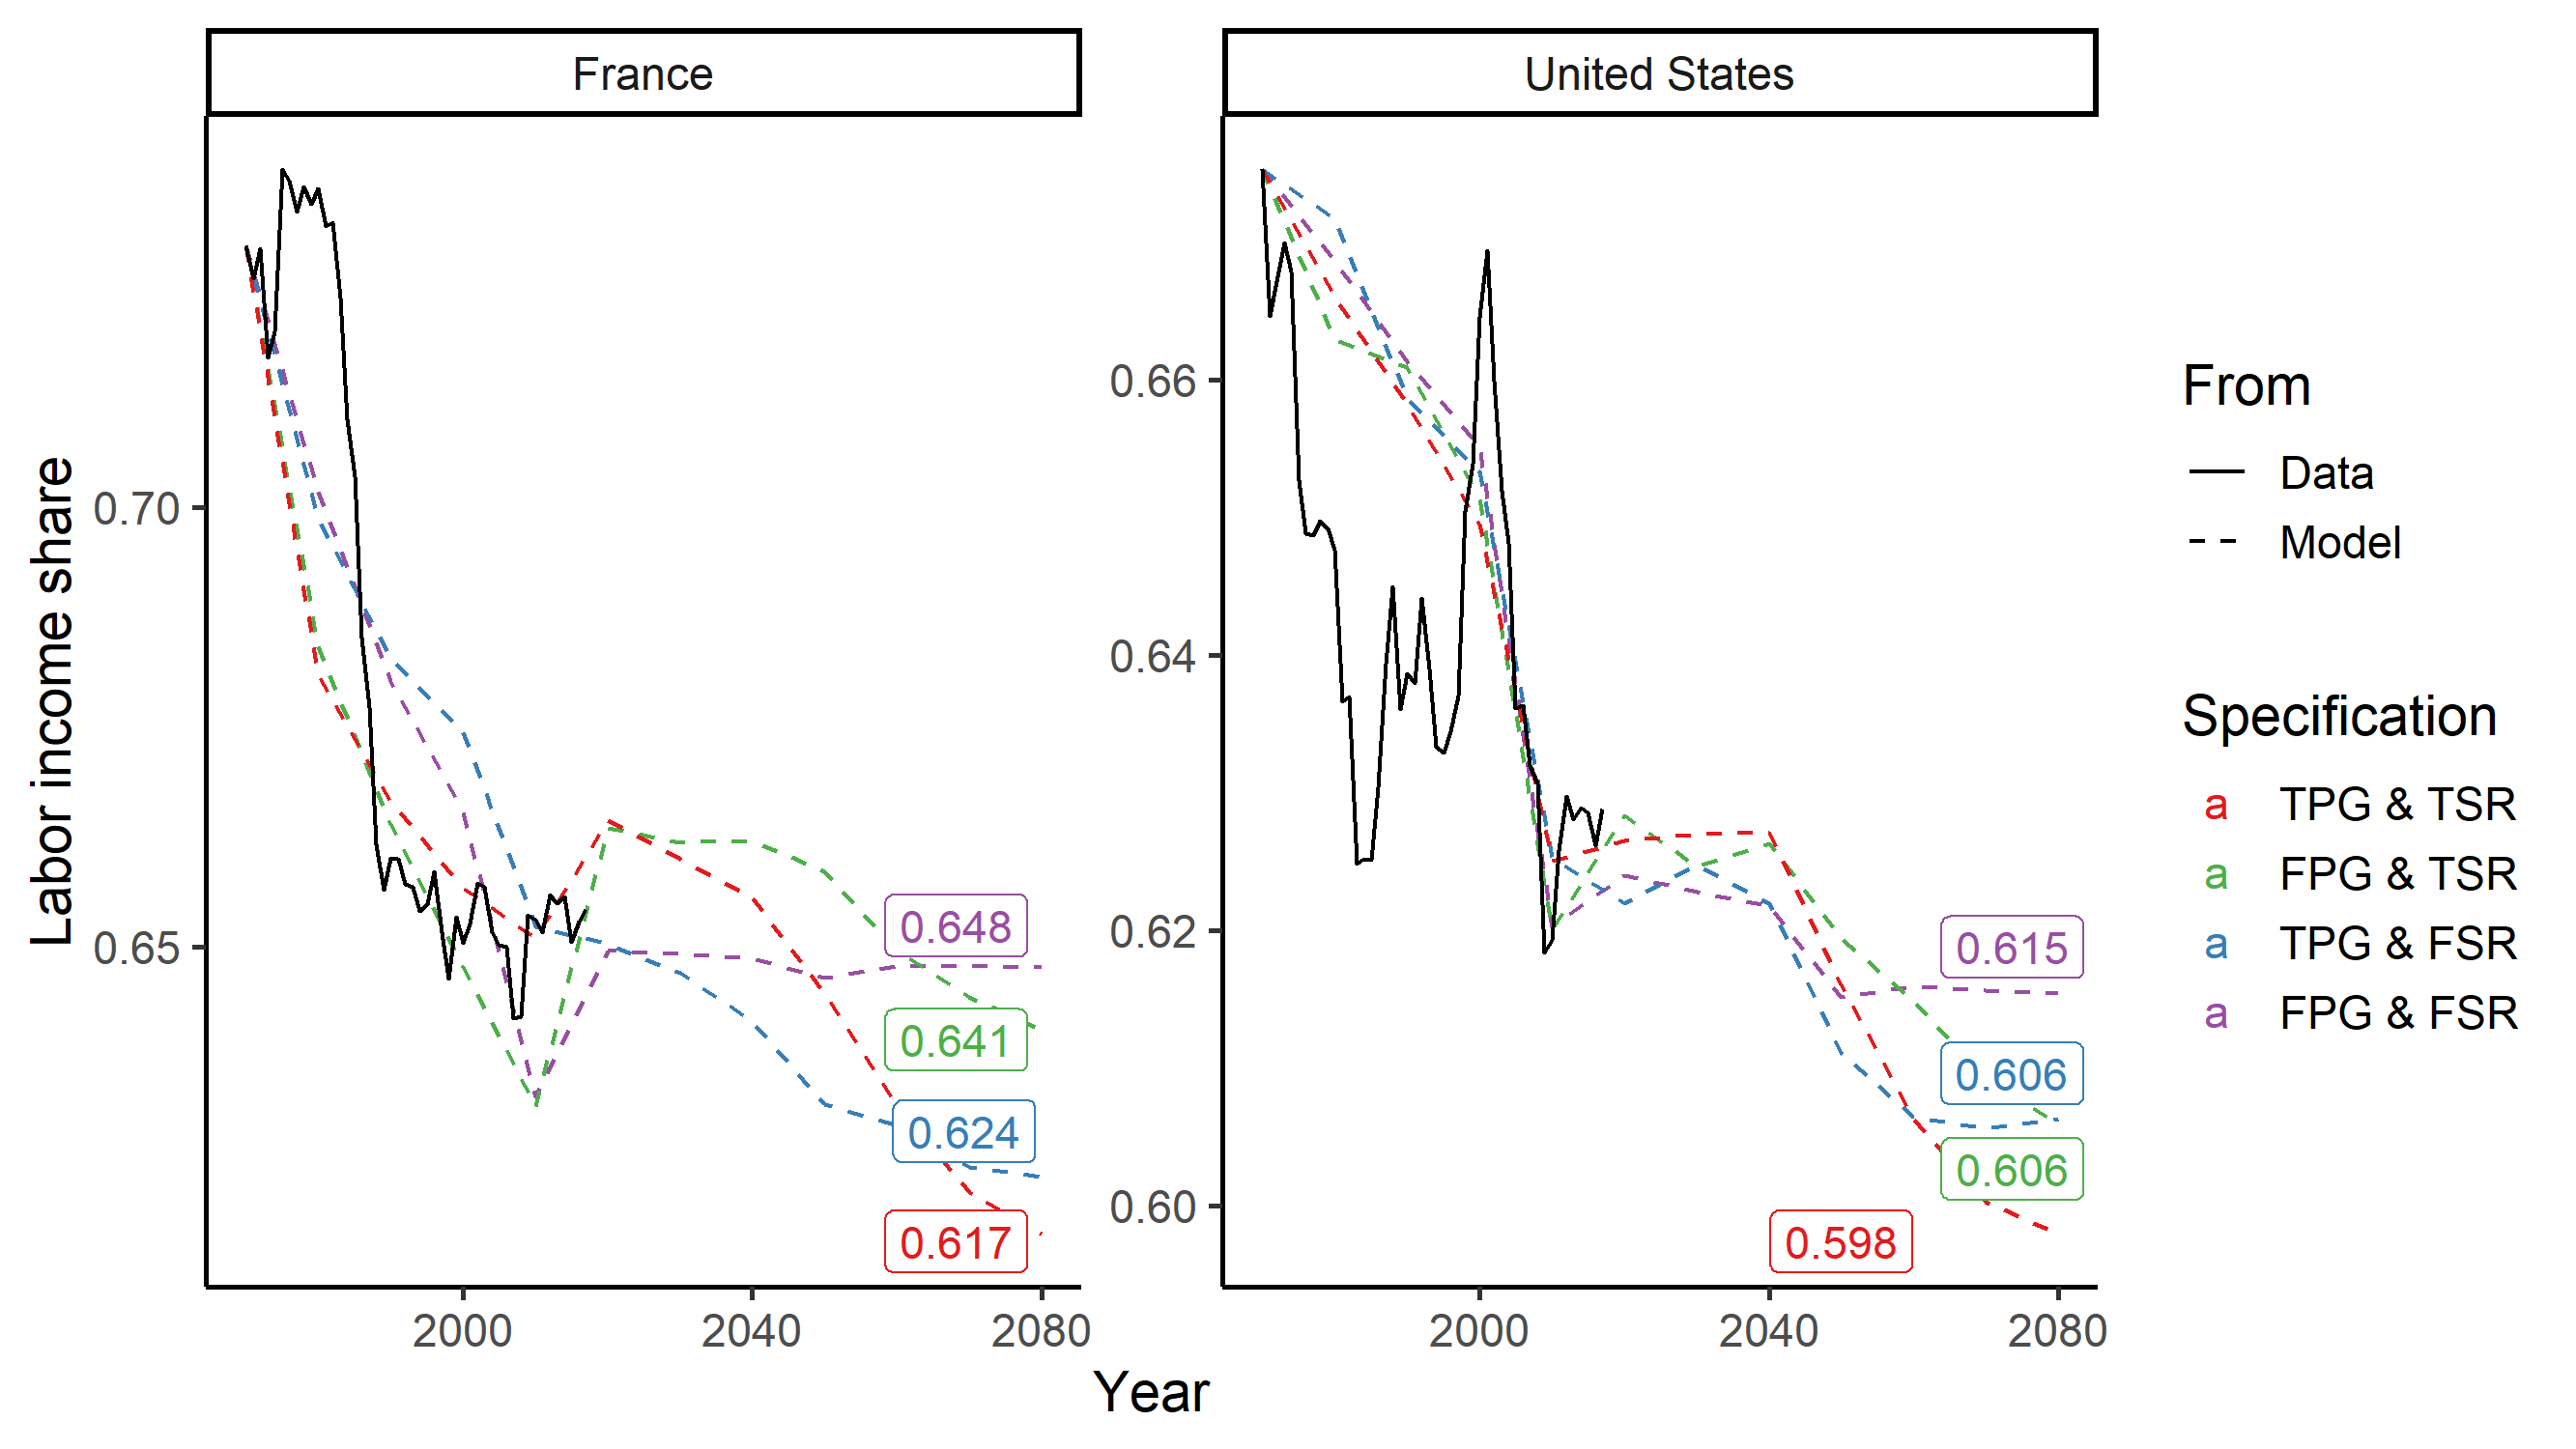 France
United States
Labor income share
0.70
0.65
0.648
0.641
0.624
0.617
2000
2040
2080
0.66
0.64
0.62
0.60
0.615
0.606
0.606
0.598
2000
2040
2080
Year
From
Data
Model
Specification
a TPG & TSR
a FPG & TSR
a TPG & FSR
a FPG & FSR